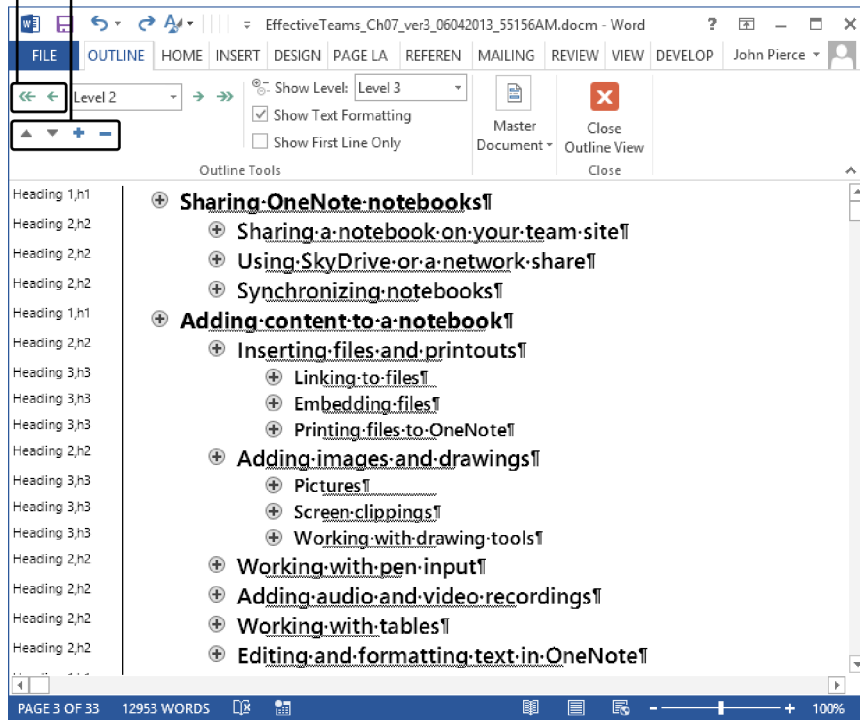 EffectiveTeams_Ch07_ver3_06042013_55156AM.docm - Word
FILE OUTLINE HOME INSERT DESIGN PAGE LA REFEREN MAILING REVIEW VIEW DEVELOP John Pierce
Level 2
Show Level: Level 3
Show Text Formatting
Show First Line Only
Master Document
Close Outline View
Outline Tools
Close
Heading 1,h1 Sharing·OneNote·notebooks¶
Heading 2,h2 Sharing·a·notebook·on·your·team·site¶
Heading 2,h2 Using·SkyDrive·or·a·network·share¶
Heading 2,h2 Synchronizing·notebooks¶
Heading 1,h1 Adding·content·to·a·notebook¶
Heading 2,h2 Inserting·files·and·printouts¶
Heading 3,h3 Linking·to·files¶
Heading 3,h3 Embedding·files¶
Heading 3,h3 Printing·files·to·OneNote¶
Heading 2,h2 Adding·images·and·drawings¶
Heading 3,h3 Pictures¶
Heading 3,h3 Screen·clippings¶
Heading 3,h3 Working·with·drawing·tools¶
Heading 2,h2 Working·with·pen·input¶
Heading 2,h2 Adding·audio·and·video·recordings¶
Heading 2,h2 Working·with·tables¶
Heading 2,h2 Editing·and·formatting·text·in·OneNote¶
PAGE 3 OF 33 12953 WORDS 100%